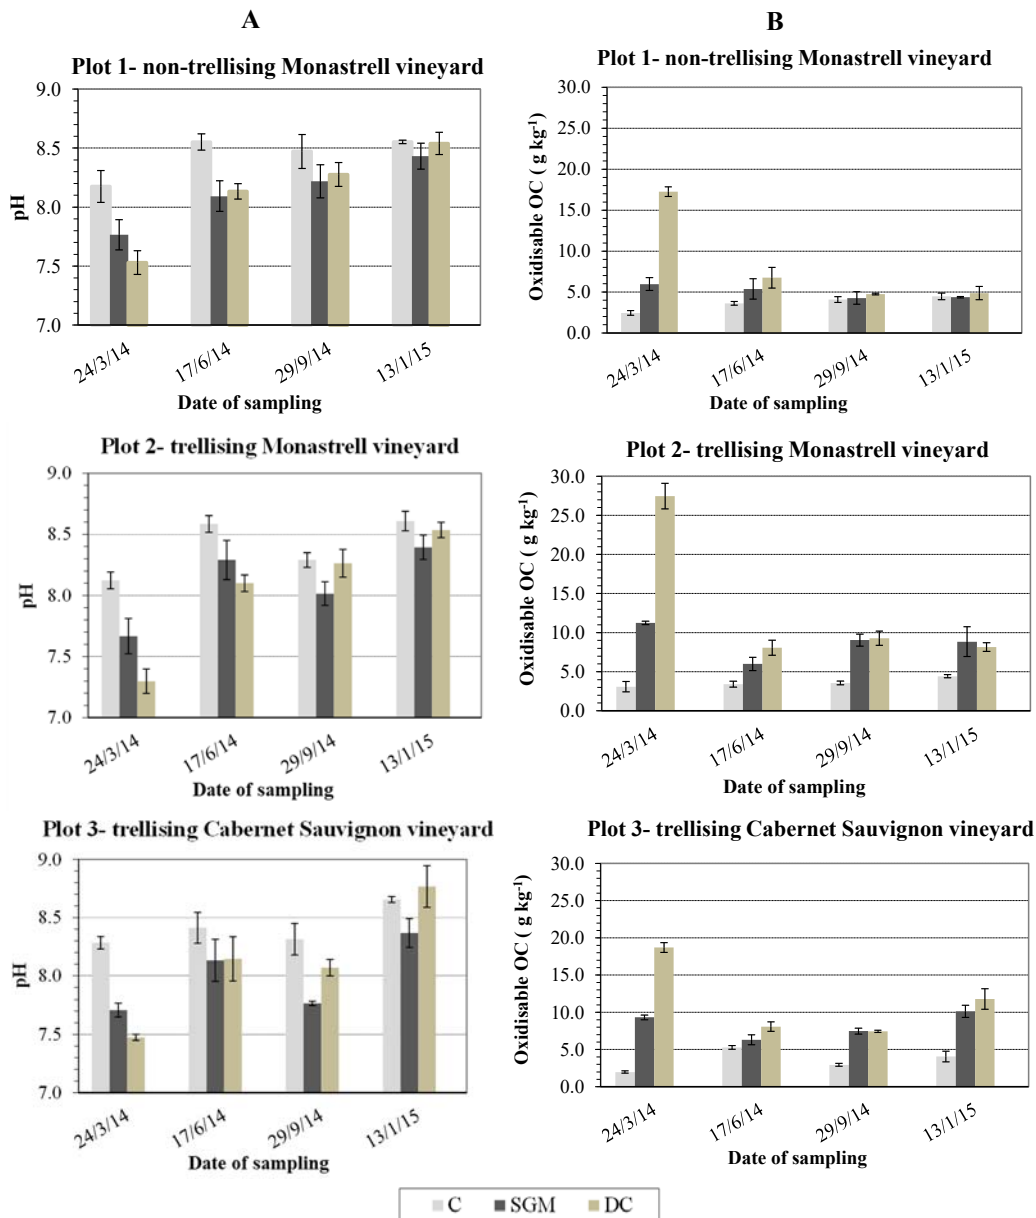 A
Plot 1- non-trellising Monastrell vineyard
9.0
8.5
8.0
7.5
7.0
pH
24/3/14
17/6/14
29/9/14
13/1/15
Date of sampling
B
Plot 1- non-trellising Monastrell vineyard
30.0
25.0
20.0
15.0
10.0
5.0
0.0
Oxidisable OC ( g kg-1)
24/3/14
17/6/14
29/9/14
13/1/15
Date of sampling
Plot 2- trellising Monastrell vineyard
9.0
8.5
8.0
7.5
7.0
pH
24/3/14
17/6/14
29/9/14
13/1/15
Date of sampling
Plot 2- trellising Monastrell vineyard
30.0
25.0
20.0
15.0
10.0
5.0
0.0
Oxidisable OC ( g kg-1)
24/3/14
17/6/14
29/9/14
13/1/15
Date of sampling
Plot 3- trellising Cabernet Sauvignon vineyard
9.0
8.5
8.0
7.5
7.0
pH
24/3/14
17/6/14
29/9/14
13/1/15
Date of sampling
Plot 3- trellising Cabernet Sauvignon vineyard
30.0
25.0
20.0
15.0
10.0
5.0
0.0
Oxidisable OC ( g kg-1)
24/3/14
17/6/14
29/9/14
13/1/15
Date of sampling
C SGM DC